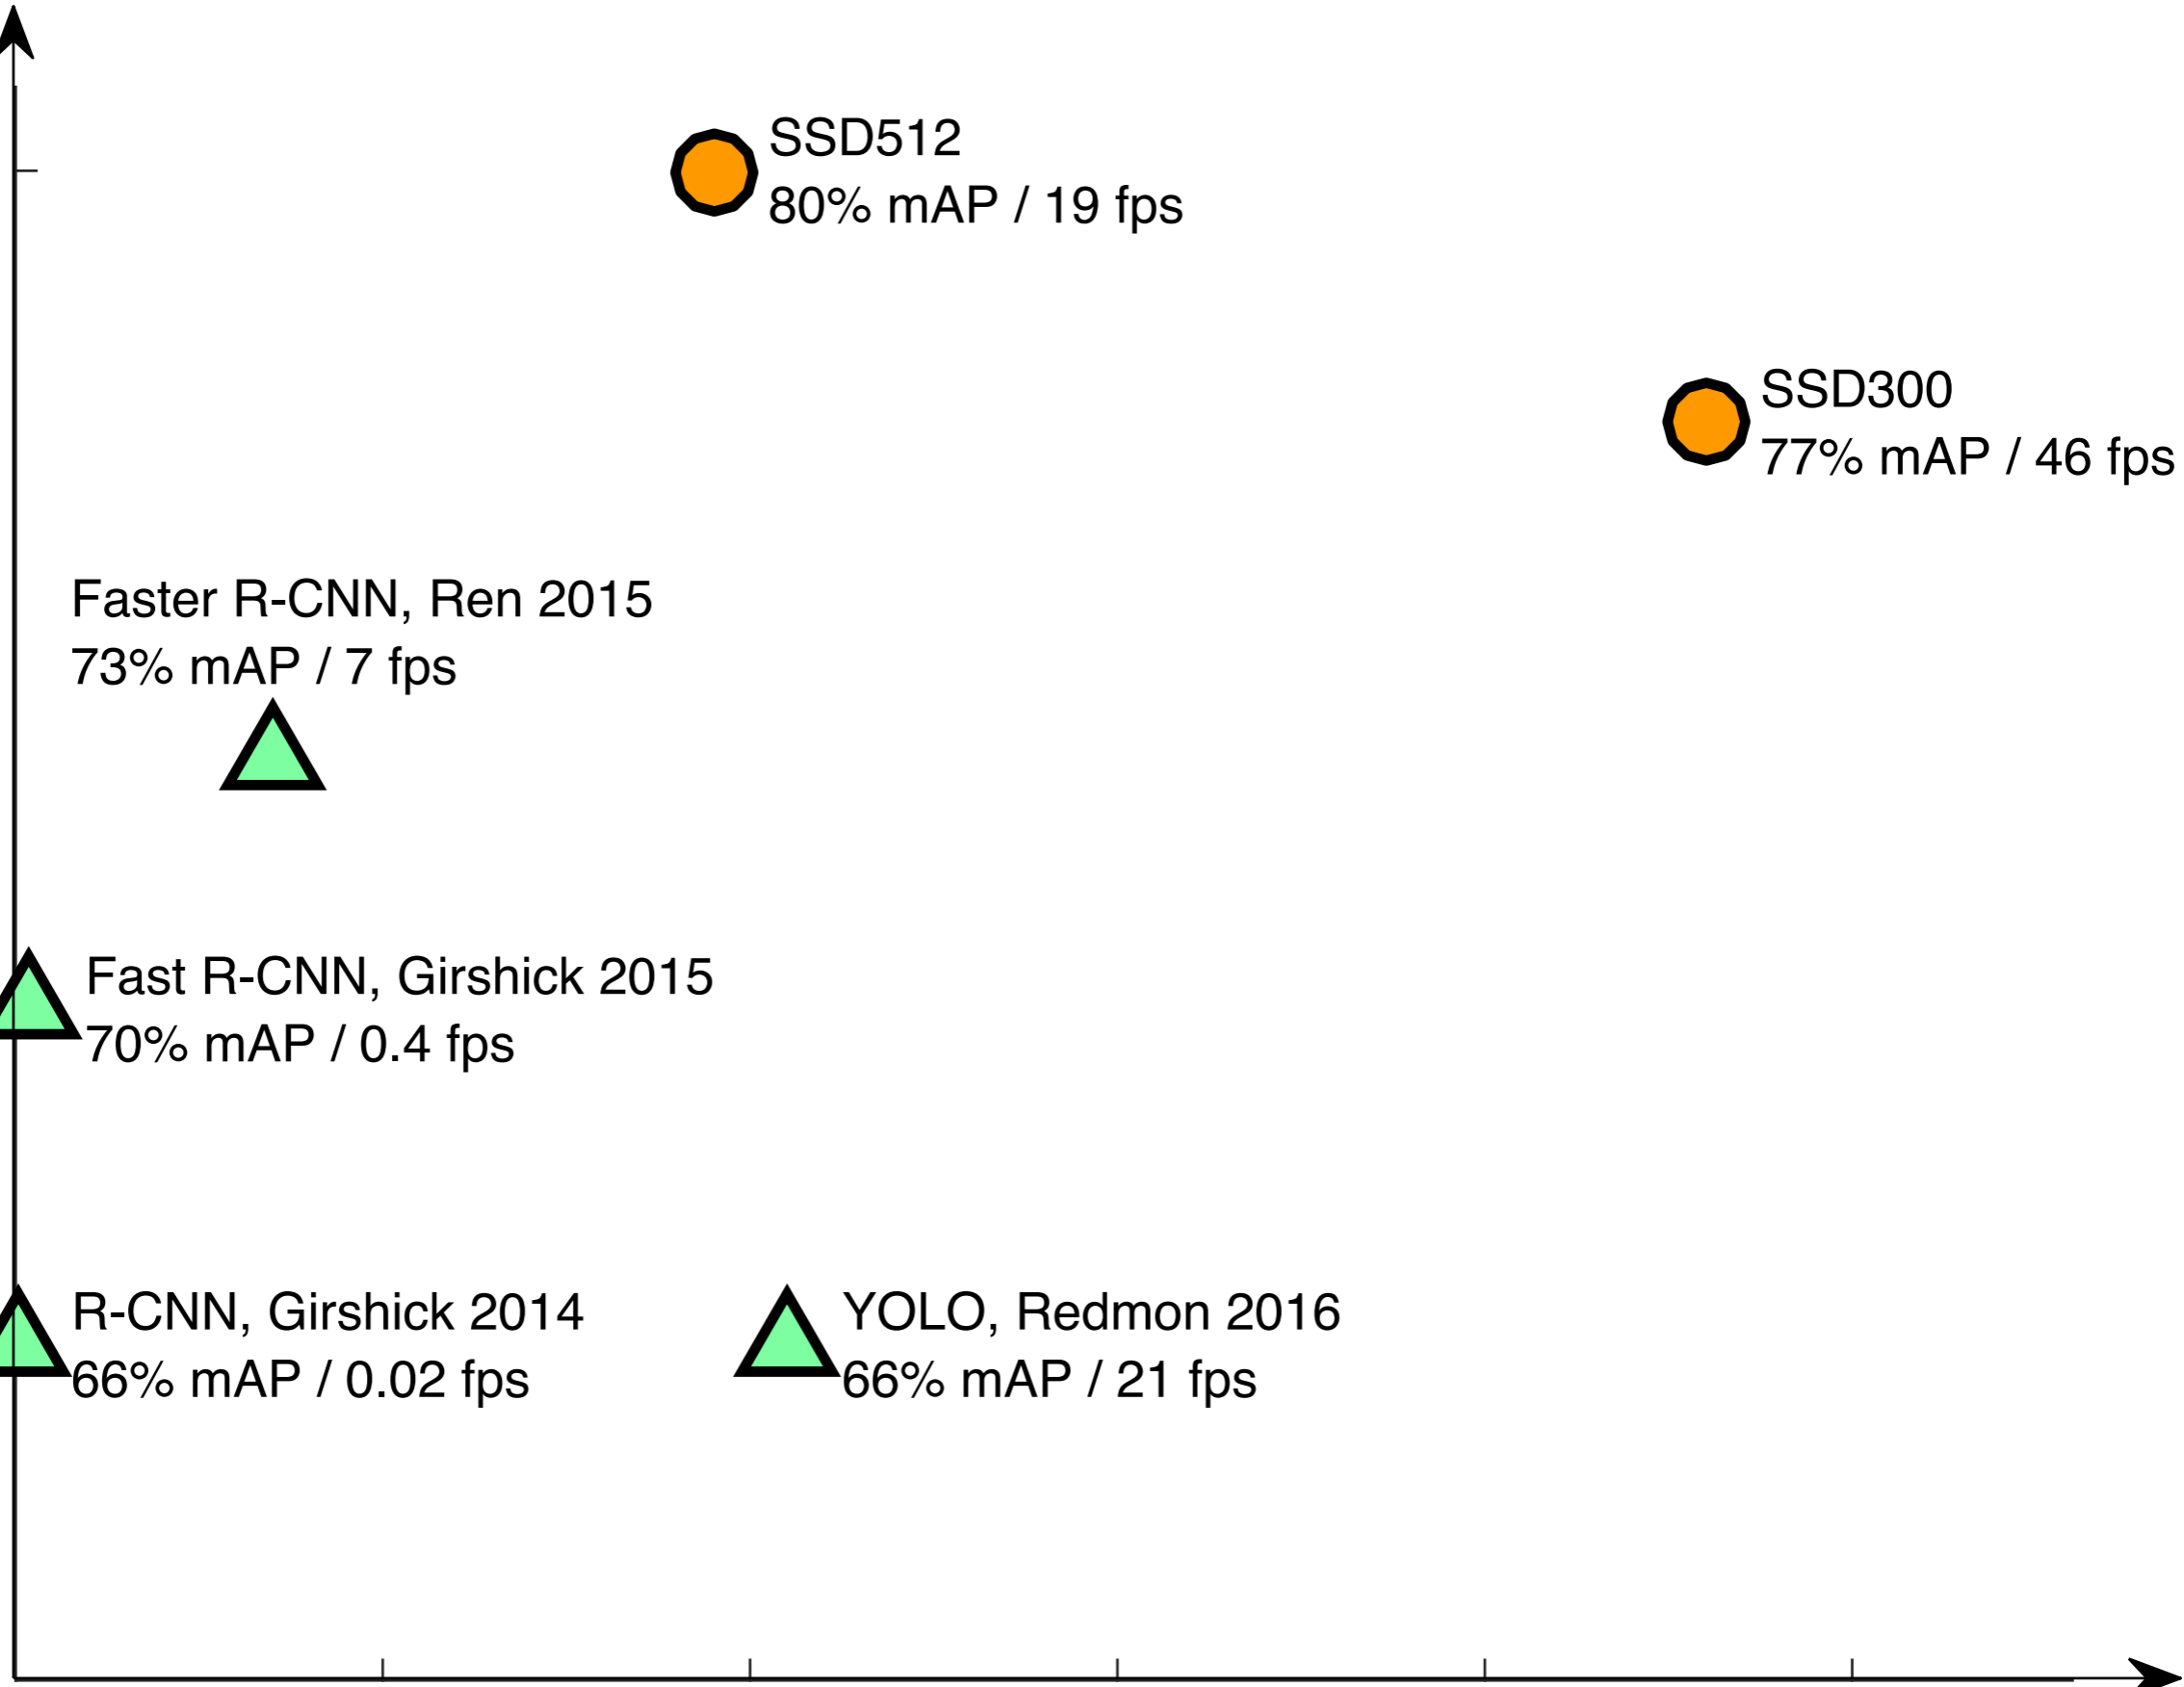 SSD512
80% mAP / 19 fps
SSD300
77% mAP / 46 fps
Faster R-CNN, Ren 2015
73% mAP / 7 fps
Fast R-CNN, Girshick 2015
70% mAP / 0.4 fps
R-CNN, Girshick 2014
66% mAP / 0.02 fps
YOLO, Redmon 2016
66% mAP / 21 fps